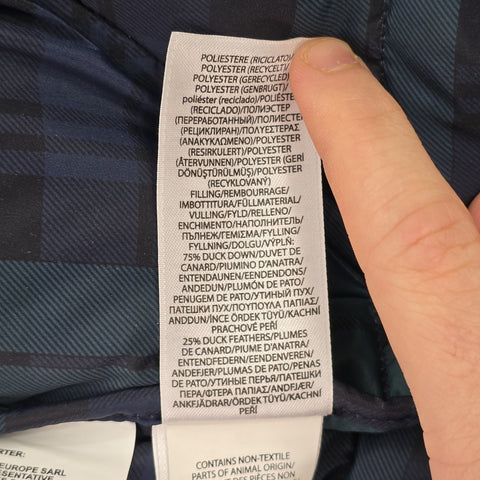 POLIESTERE (RICICLATO)/
POLYESTER (RECYCELT)/
POLYESTER (GERECYCLED)/
POLYESTER (GENBRUGT)/
poliéster (reciclado)/POLIÉSTER
(RECICLADO)/ПОЛИЭСТЕР
(ПЕРЕРАБОТАННЫЙ)/ПОЛИЕСТЕР
(РЕЦИКЛИРАН)/ΠΟΛΥΕΣΤΕΡΑΣ
(ΑΝΑΚΥΚΛΩΜΕΝΟ)/POLYESTER
(RESIRKULERT)/POLYESTER
(ÅTERVUNNEN)/POLYESTER (GERİ
DÖNÜŞTÜRÜLMÜŞ)/POLYESTER
(RECYKLOVANÝ)
FILLING/REMBOURRAGE/
IMBOTTITURA/FÜLLMATERIAL/
VULLING/FYLD/RELLENO/
ENCHIMENTO/НАПОЛНИТЕЛЬ/
ПЪЛНЕЖ/ΓΕΜΙΣΜΑ/FYLLING/
FYLLNING/DOLGU/VÝPLŇ:
75% DUCK DOWN/DUVET DE
CANARD/PIUMINO D'ANATRA/
ENTENDAUNEN/EENDENDONS/
ANDEDUN/PLUMÓN DE PATO/
PENUGEM DE PATO/УТИНЫЙ ПУХ/
ПАТЕШКИ ПУХ/ΠΟΥΠΟΥΛΑ ΠΑΠΙΑΣ/
ANDDUN/İNCE ÖRDEK TÜYÜ/KACHNÍ
PRACHOVÉ PEŘÍ
25% DUCK FEATHERS/PLUMES
DE CANARD/PIUME D'ANATRA/
ENTENFEDERN/EENDENVEREN/
ANDEFJER/PLUMAS DE PATO/PENAS
DE PATO/УТИНЫЕ ПЕРЬЯ/ПАТЕШКИ
ПЕРА/ΦΤΕΡΑ ΠΑΠΙΑΣ/ANDFJÆR/
ANKFJÄDRAR/ÖRDEK TÜYÜ/KACHNÍ
PEŘÍ
RTER:
EUROPE SARL
RESENTATIVE
CONTAINS NON-TEXTILE
PARTS OF ANIMAL ORIGIN/